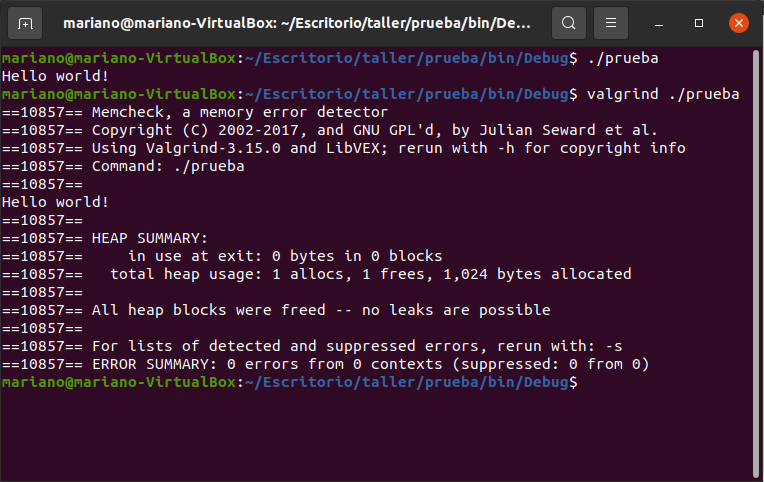 mariano@mariano-VirtualBox: ~/Escritorio/taller/prueba/bin/De...
mariano@mariano-VirtualBox:~/Escritorio/taller/prueba/bin/Debug$ ./prueba
Hello world!
mariano@mariano-VirtualBox:~/Escritorio/taller/prueba/bin/Debug$ valgrind ./prueba
==10857== Memcheck, a memory error detector
==10857== Copyright (C) 2002-2017, and GNU GPL'd, by Julian Seward et al.
==10857== Using Valgrind-3.15.0 and LibVEX; rerun with -h for copyright info
==10857== Command: ./prueba
==10857==
Hello world!
==10857==
==10857== HEAP SUMMARY:
==10857==     in use at exit: 0 bytes in 0 blocks
==10857==   total heap usage: 1 allocs, 1 frees, 1,024 bytes allocated
==10857==
==10857== All heap blocks were freed -- no leaks are possible
==10857==
==10857== For lists of detected and suppressed errors, rerun with: -s
==10857== ERROR SUMMARY: 0 errors from 0 contexts (suppressed: 0 from 0)
mariano@mariano-VirtualBox:~/Escritorio/taller/prueba/bin/Debug$